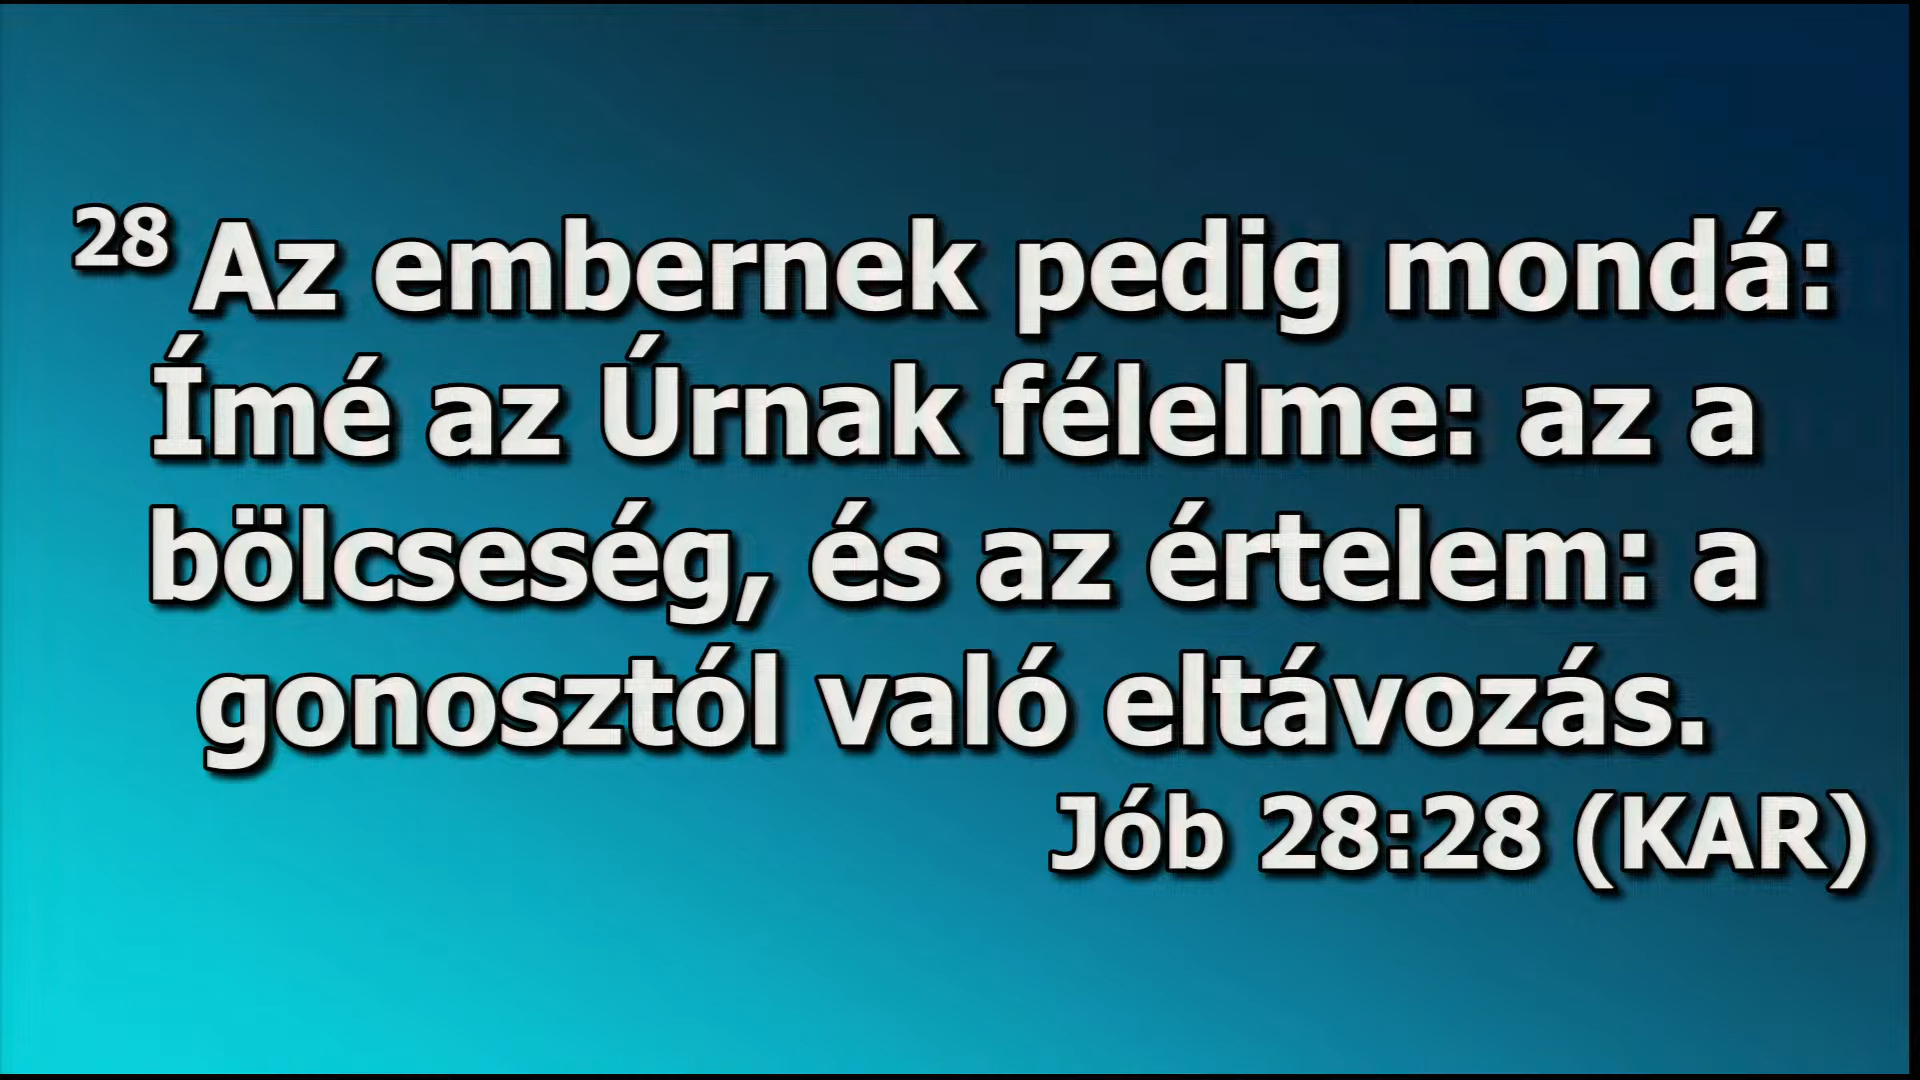 28 Az embernek pedig mondá:
Ímé az Úrnak félelme: az a
bölcseség, és az értelem: a
gonosztól való eltávozás.
Jób 28:28 (KAR)